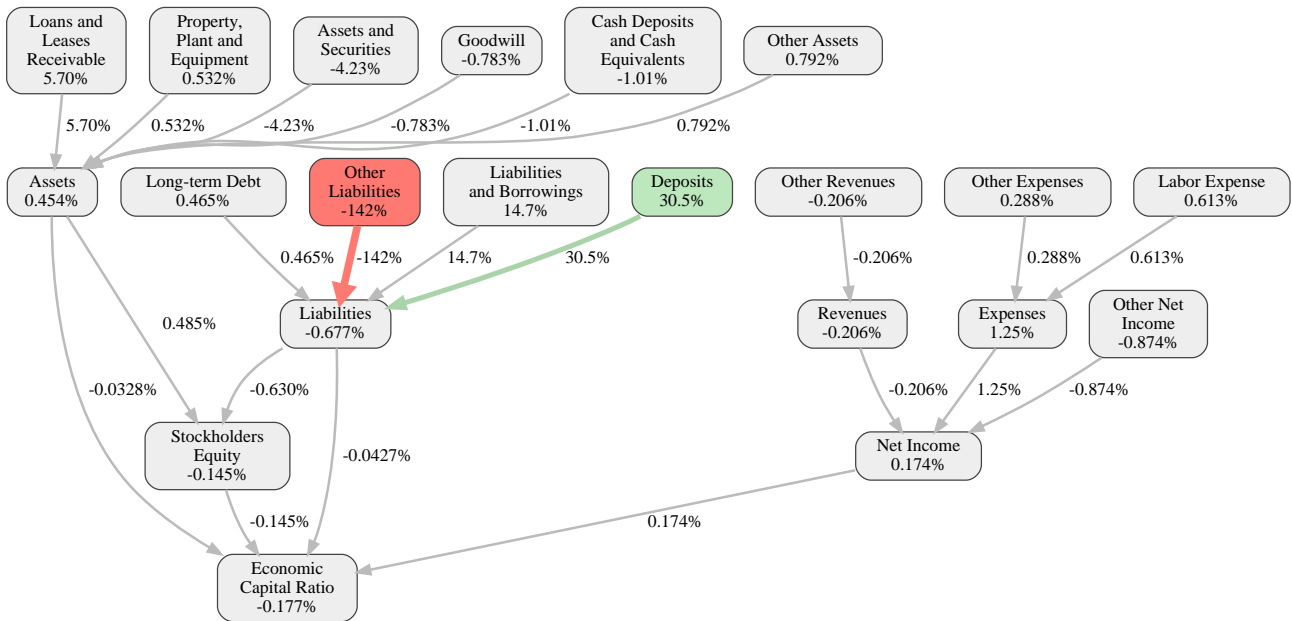 Loans and
Leases
Receivable
5.70%
Property,
Plant and
Equipment
0.532%
Assets and
Securities
-4.23%
Goodwill
-0.783%
Cash Deposits
and Cash
Equivalents
-1.01%
Other Assets
0.792%
5.70%
0.532%
-4.23%
-0.783%
-1.01%
0.792%
Assets
0.454%
Long-term Debt
0.465%
Other
Liabilities
-142%
Liabilities
and Borrowings
14.7%
Deposits
30.5%
Other Revenues
-0.206%
Other Expenses
0.288%
Labor Expense
0.613%
0.465%
-142%
14.7%
30.5%
-0.206%
0.288%
0.613%
Liabilities
-0.677%
Revenues
-0.206%
Expenses
1.25%
Other Net
Income
-0.874%
0.485%
-0.0328%
-0.630%
-0.206%
1.25%
-0.874%
Stockholders
Equity
-0.145%
-0.0427%
Net Income
0.174%
-0.145%
0.174%
Economic
Capital Ratio
-0.177%